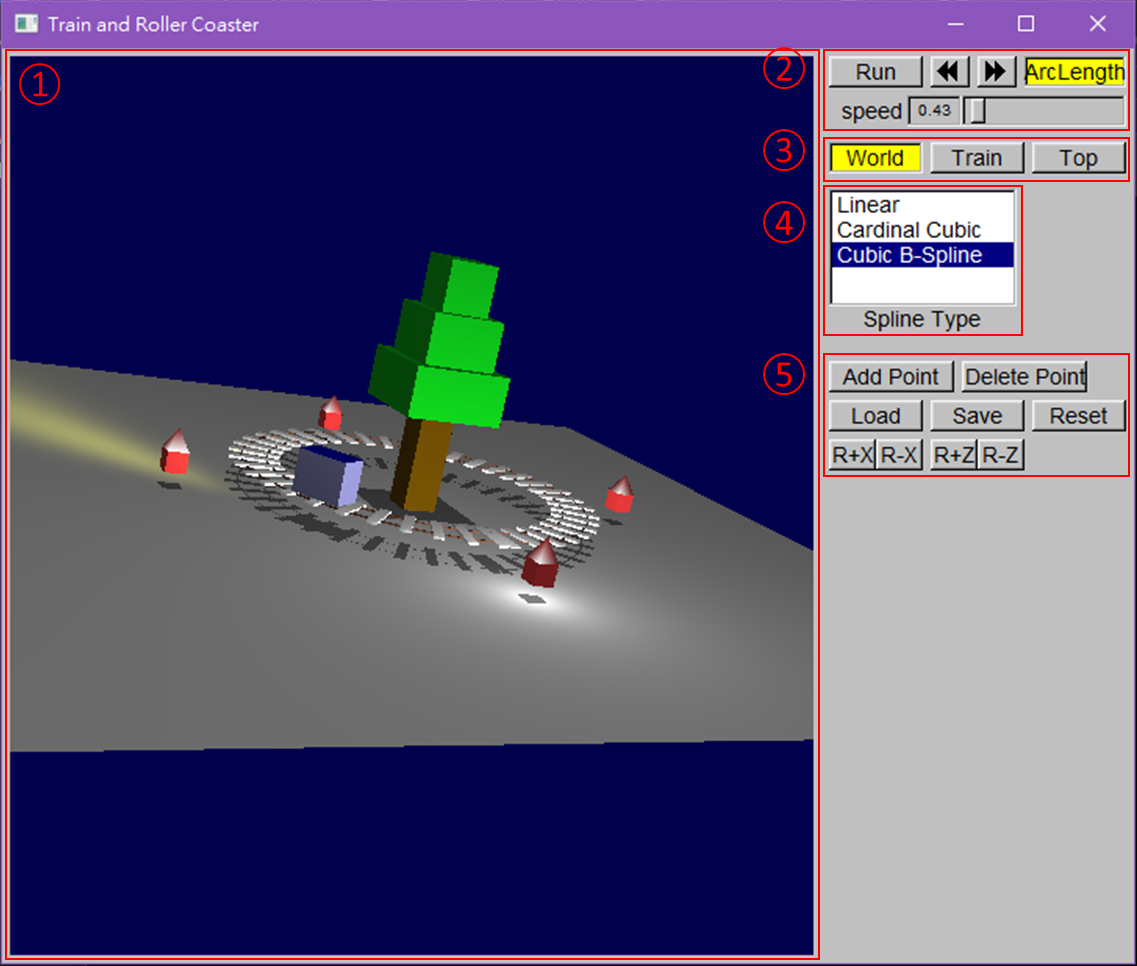 Train and Roller Coaster
①
② Run ArcLength
speed 0.43
③ World Train Top
④ Linear
Cardinal Cubic
Cubic B-Spline
Spline Type
⑤ Add Point Delete Point
Load Save Reset
R+X R-X R+Z R-Z